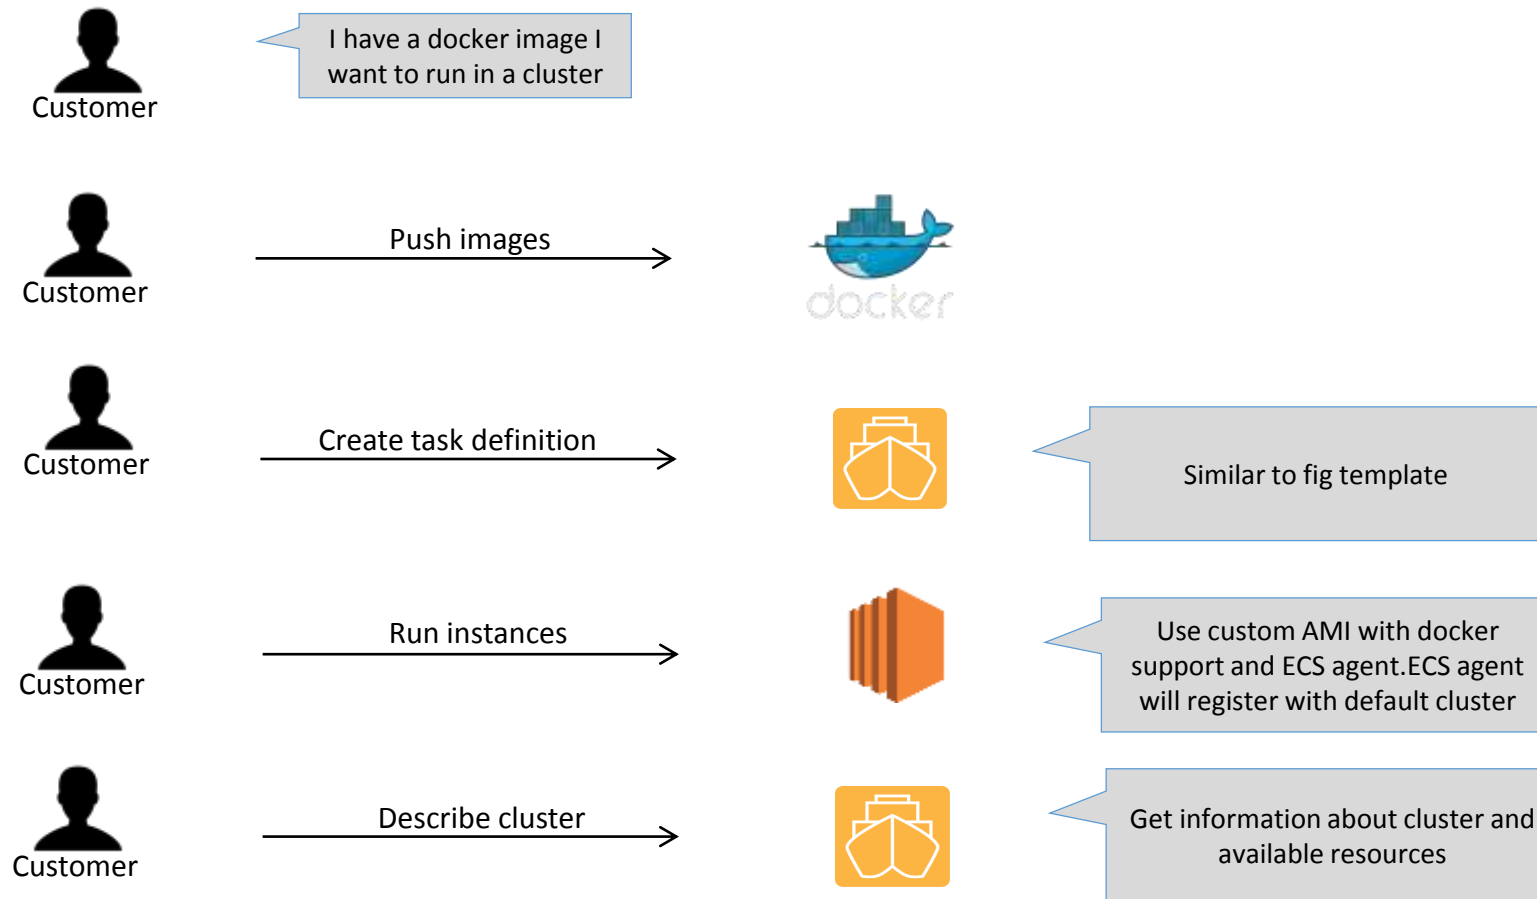 I have a docker image I
want to run in a cluster
Customer
Push images
docker
Customer
Create task definition
Similar to fig template
Customer
Run instances
Use custom AMI with docker
support and ECS agent.ECS agent
will register with default cluster
Customer
Describe cluster
Get information about cluster and
available resources
Customer